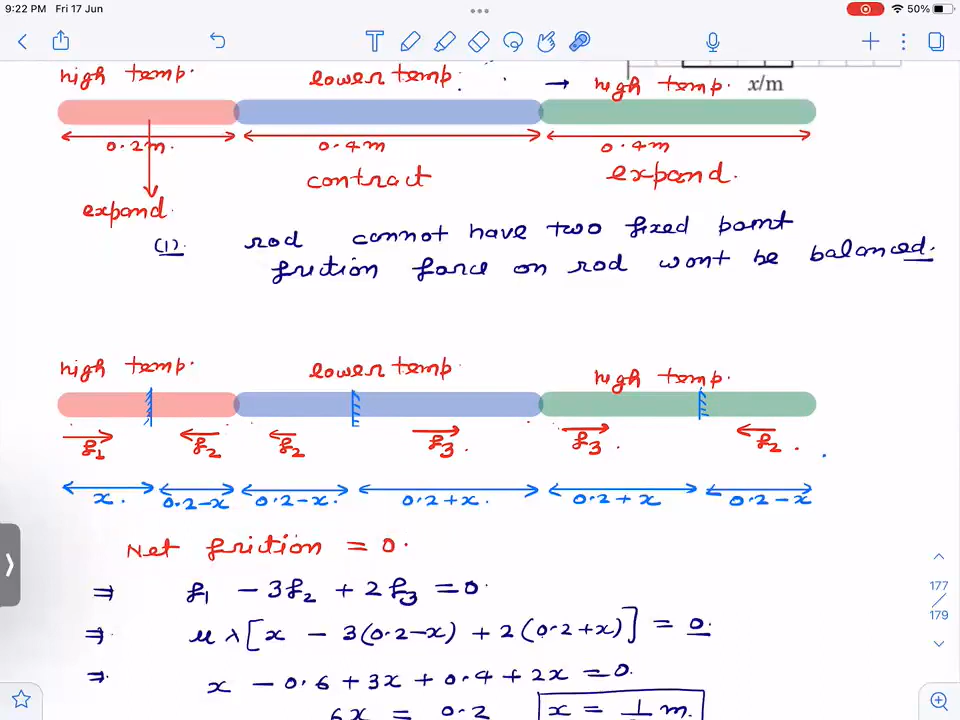 9:22 PM Fri 17 Jun
50%
high temp. lower temp. → high temp. x/m
0.2m. 0.4m 0.4m
expand. contract expand.
(1). rod cannot have two fixed point
friction force on rod wont be balanced.
high temp. lower temp. high temp.
f1 f2 f2 f3. f3. f2.
x. 0.2-x 0.2-x. 0.2+x. 0.2+x 0.2-x
Net friction = 0.
⇒ f1 - 3f2 + 2f3 = 0.
⇒ μλ[x - 3(0.2-x) + 2(0.2+x)] = 0.
⇒ x - 0.6 + 3x + 0.4 + 2x = 0.
6x = 0.2 x = 1 m.
177
179